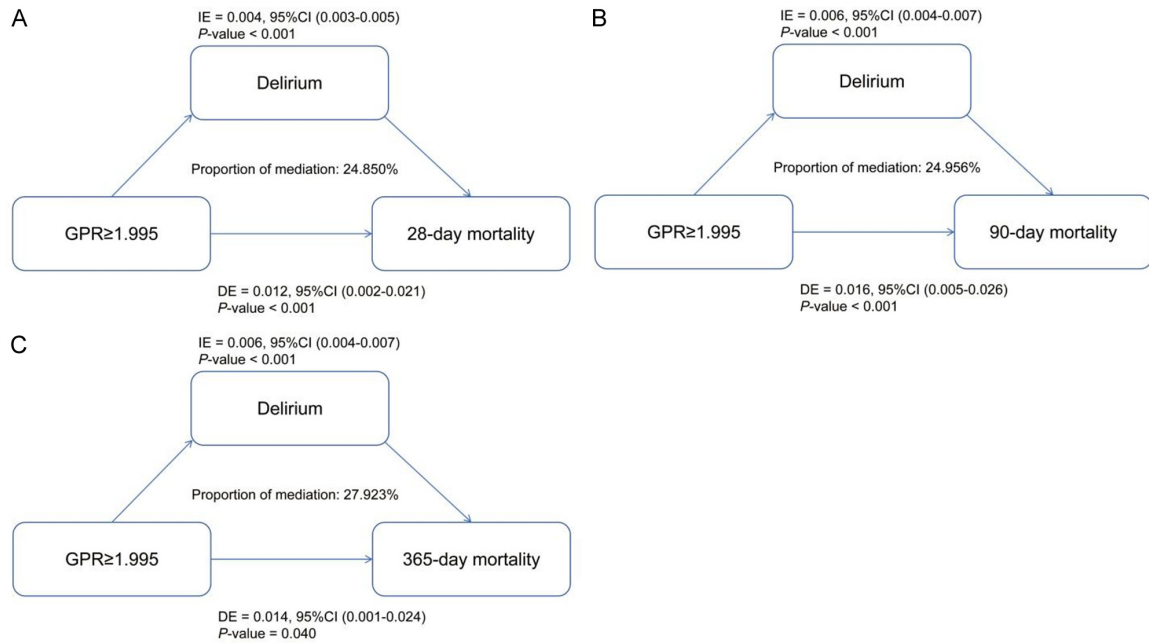 A
IE = 0.004, 95%CI (0.003-0.005)
P-value < 0.001
Delirium
Proportion of mediation: 24.850%
GPR≥1.995
28-day mortality
DE = 0.012, 95%CI (0.002-0.021)
P-value < 0.001
B
IE = 0.006, 95%CI (0.004-0.007)
P-value < 0.001
Delirium
Proportion of mediation: 24.956%
GPR≥1.995
90-day mortality
DE = 0.016, 95%CI (0.005-0.026)
P-value < 0.001
C
IE = 0.006, 95%CI (0.004-0.007)
P-value < 0.001
Delirium
Proportion of mediation: 27.923%
GPR≥1.995
365-day mortality
DE = 0.014, 95%CI (0.001-0.024)
P-value = 0.040